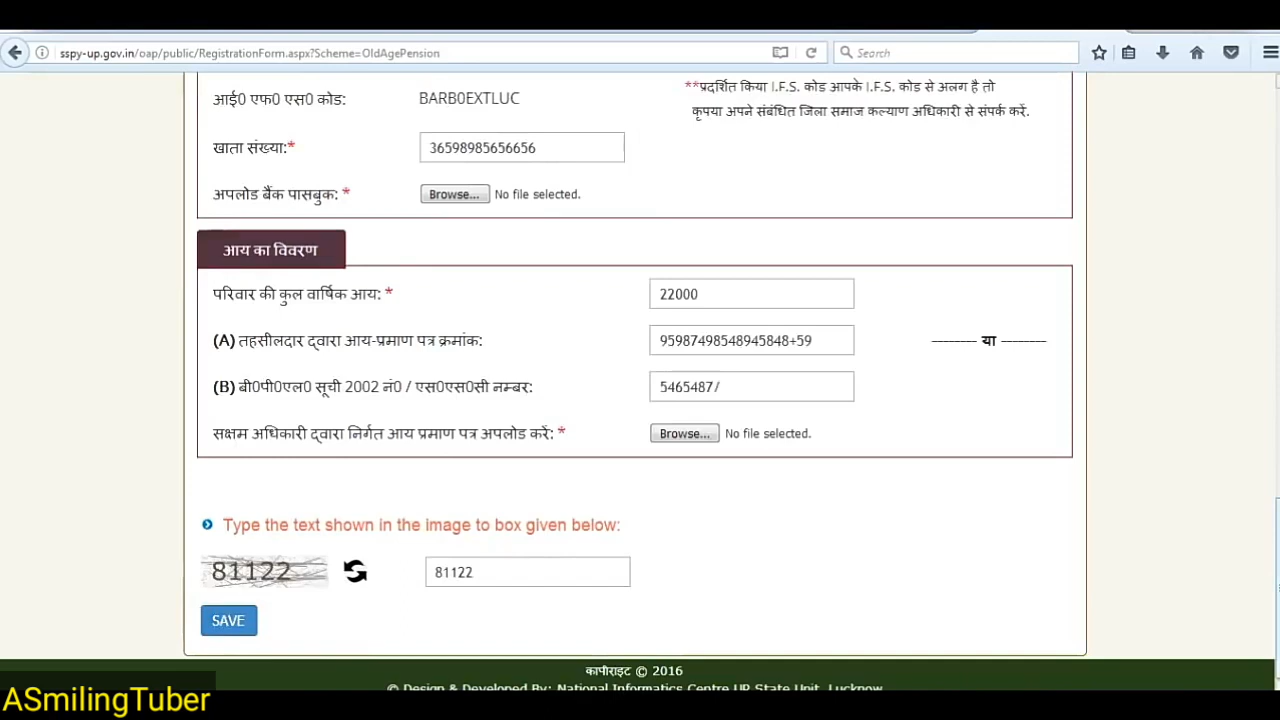 sspy-up.gov.in/oap/public/RegistrationForm.aspx?Scheme=OldAgePension
Search
आई0 एफ0 एस0 कोड: BARB0EXTLUC
**प्रदर्शित किया I.F.S. कोड आपके I.F.S. कोड से अलग है तो
कृपया अपने संबंधित जिला समाज कल्याण अधिकारी से संपर्क करें.
खाता संख्या:* 36598985656656
अपलोड बैंक पासबुक: * Browse... No file selected.
आय का विवरण
परिवार की कुल वार्षिक आय: * 22000
(A) तहसीलदार द्वारा आय-प्रमाण पत्र क्रमांक: 95987498548945848+59 -------- या --------
(B) बी0पी0एल0 सूची 2002 नं0 / एस0एस0सी नम्बर: 5465487/
सक्षम अधिकारी द्वारा निर्गत आय प्रमाण पत्र अपलोड करें: * Browse... No file selected.
Type the text shown in the image to box given below:
81122 81122
SAVE
कापीराइट © 2016
© Design & Developed By: National Informatics Centre UP State Unit, Lucknow
ASmilingTuber